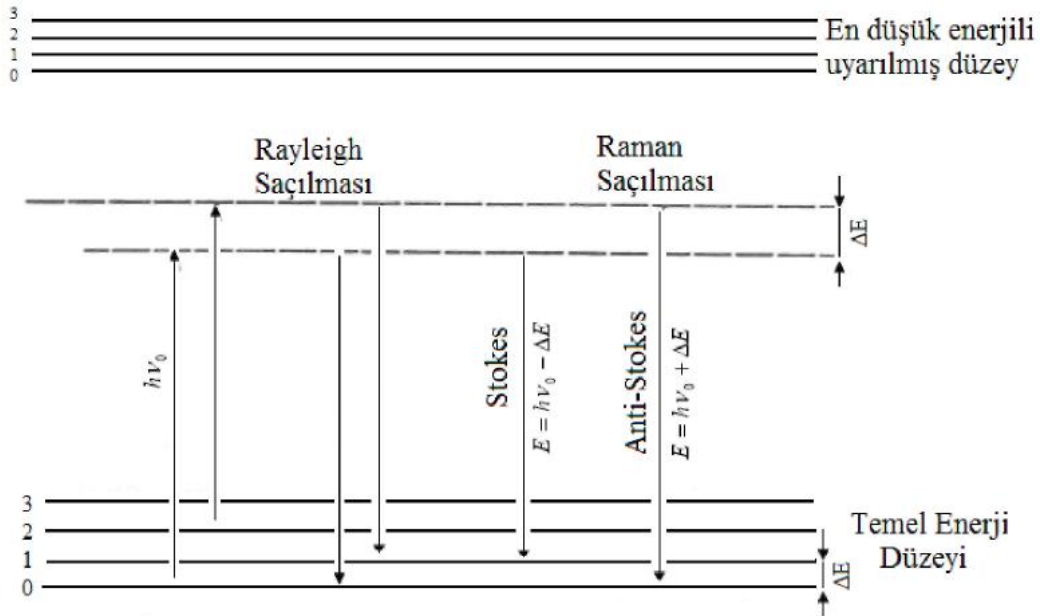 3
2
1
0
En düşük enerjili
uyarılmış düzey
Rayleigh
Saçılması
Raman
Saçılması
ΔE
hν₀
Stokes
E = hν₀ − ΔE
Anti-Stokes
E = hν₀ + ΔE
3
2
1
0
Temel Enerji
Düzeyi
ΔE